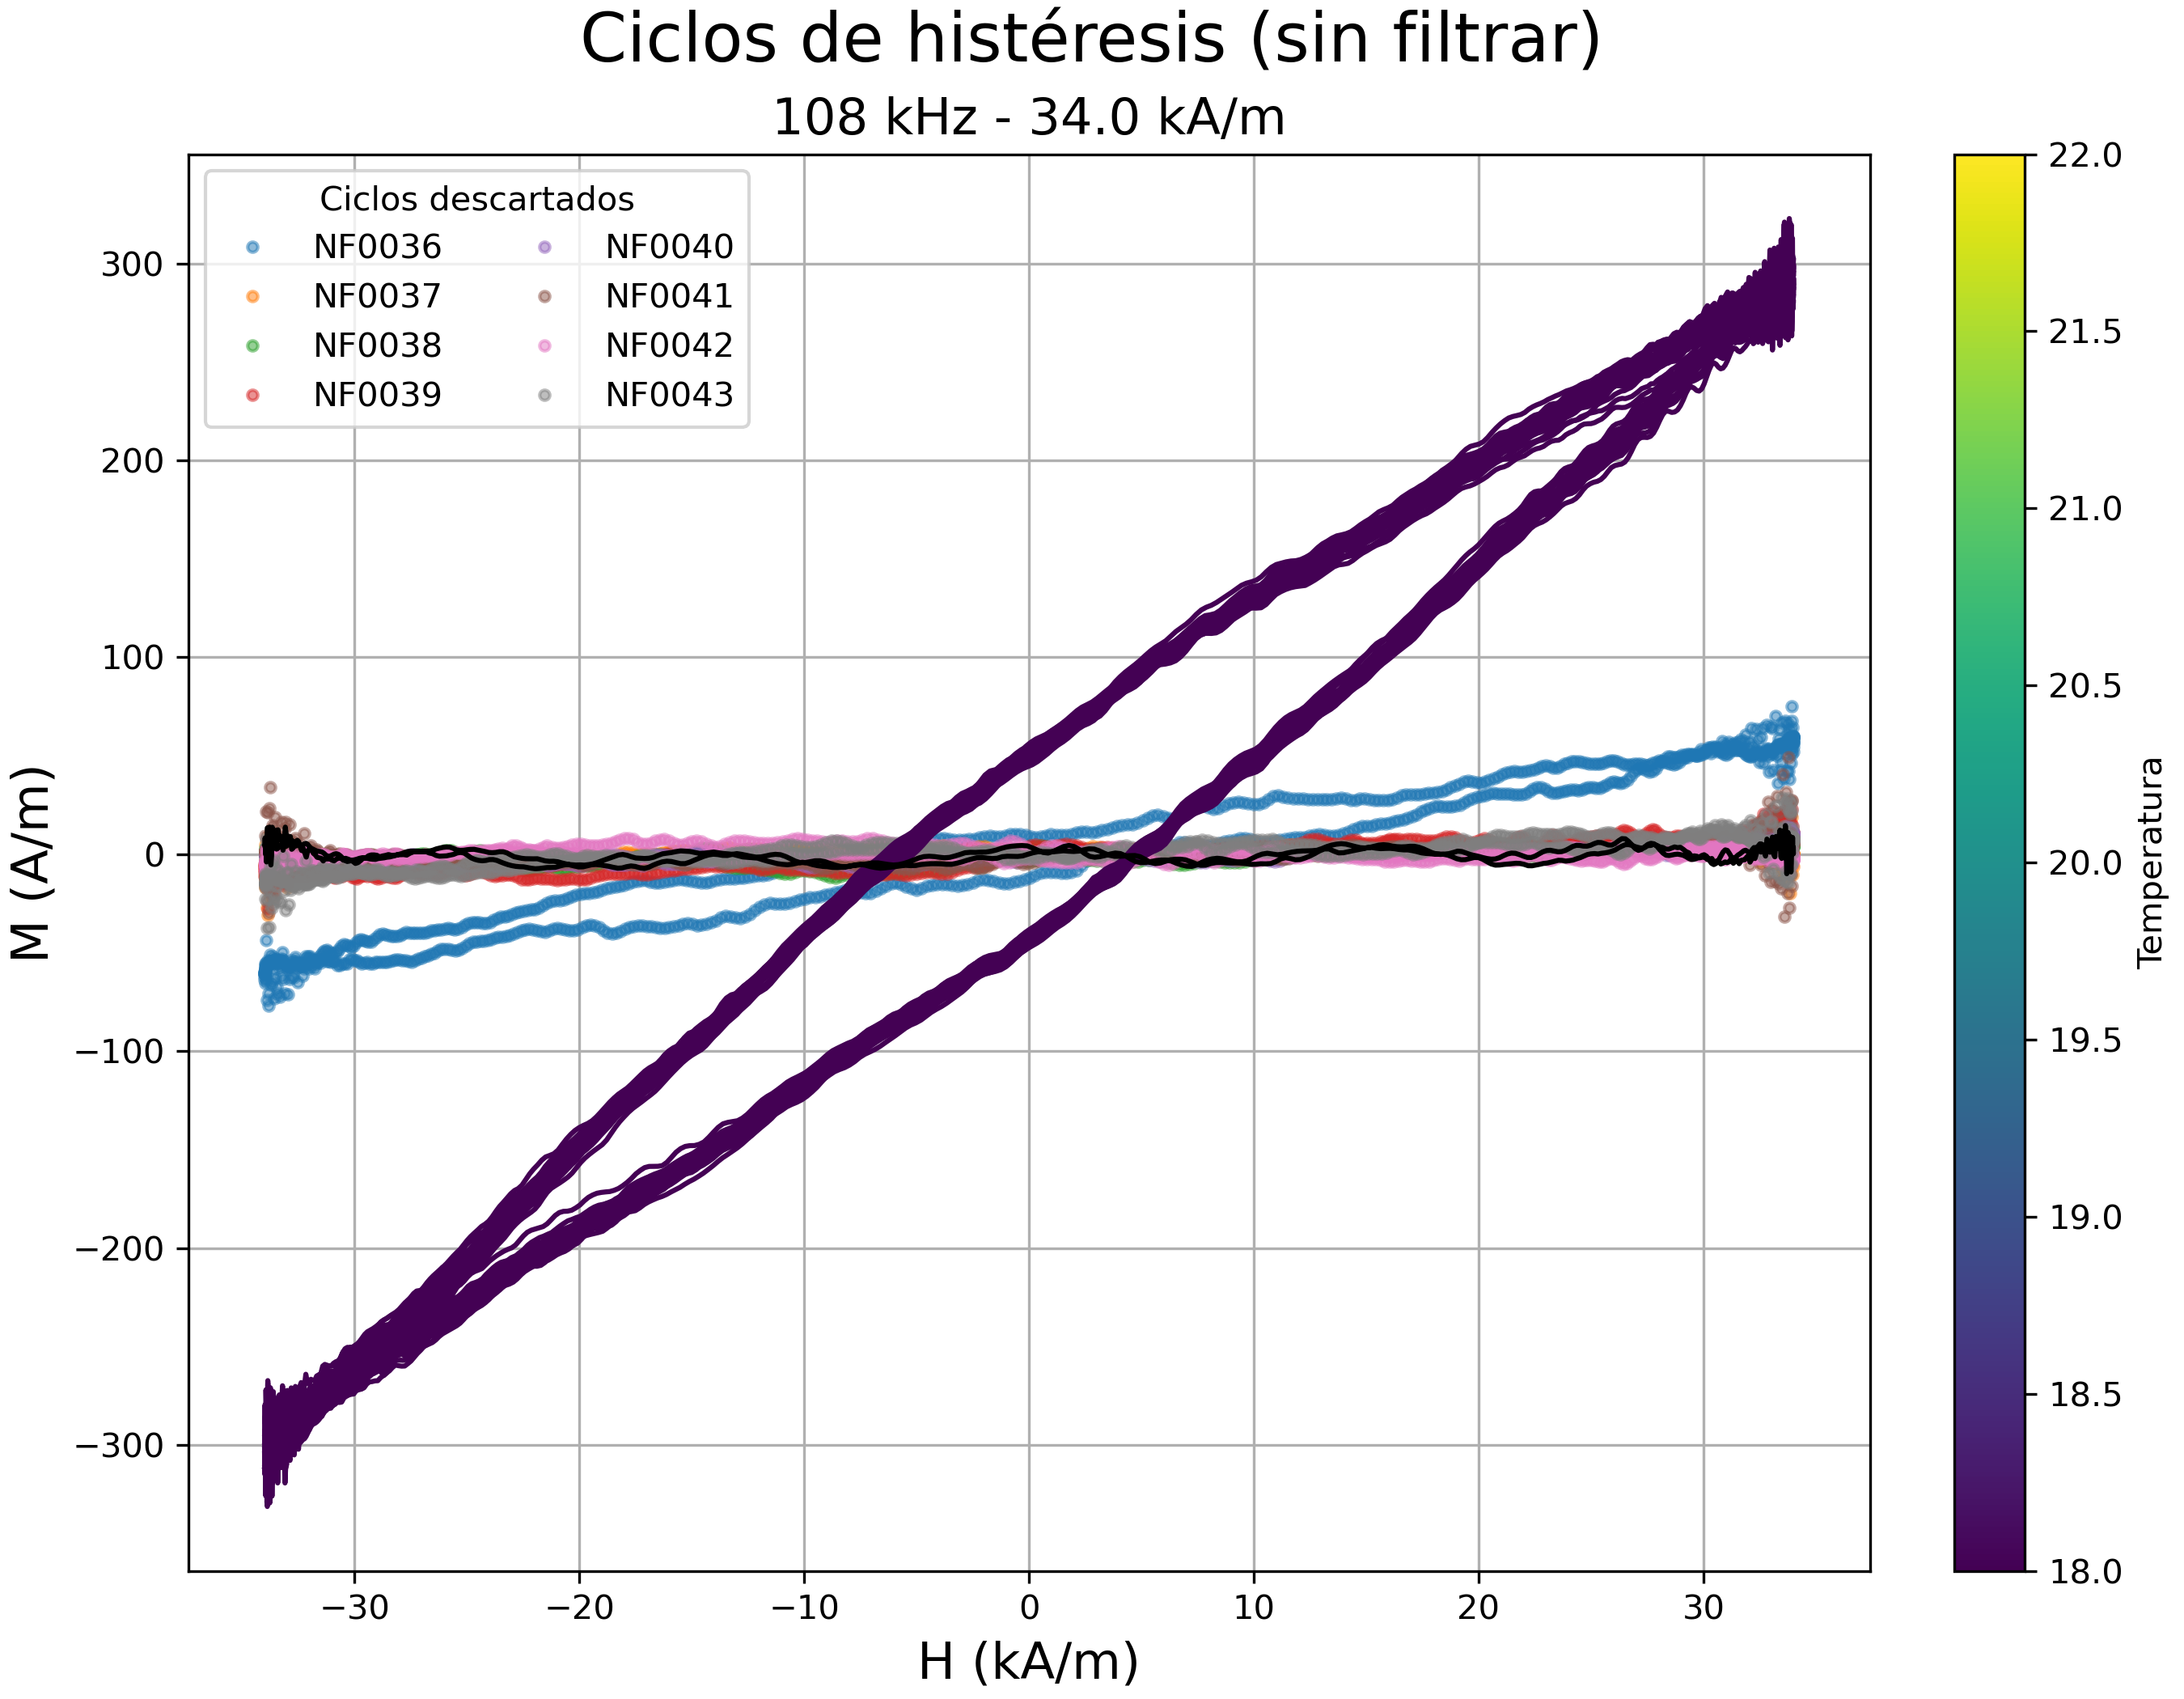 Ciclos de histéresis (sin filtrar)
108 kHz - 34.0 kA/m
Ciclos descartados
NF0036
NF0037
NF0038
NF0039
NF0040
NF0041
NF0042
NF0043
M (A/m)
300
200
100
0
−100
−200
−300
−30
−20
−10
0
10
20
30
H (kA/m)
22.0
21.5
21.0
20.5
20.0
19.5
19.0
18.5
18.0
Temperatura